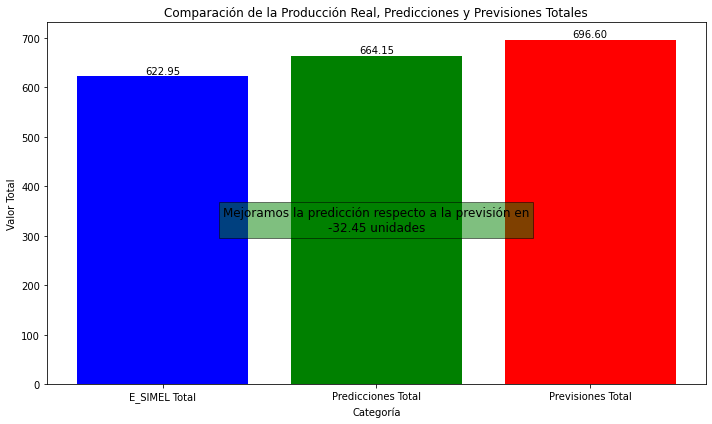 Comparación de la Producción Real, Predicciones y Previsiones Totales
Valor Total
700
600
500
400
300
200
100
0
622.95
664.15
696.60
Mejoramos la predicción respecto a la previsión en
-32.45 unidades
E_SIMEL Total
Predicciones Total
Previsiones Total
Categoría